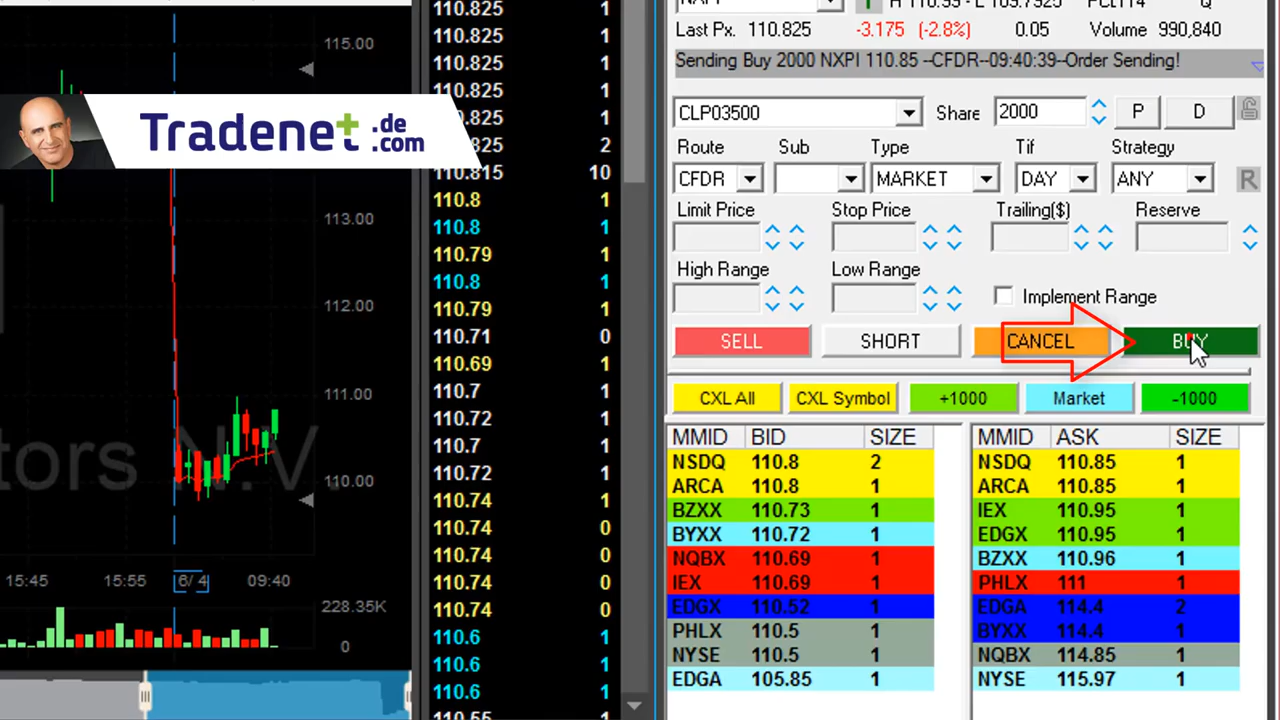 115.00
113.00
112.00
111.00
110.00
Tradenet .de .com
tors N.V.
15:45 15:55 6/ 4 09:40
228.35K
0
110.825 1
110.825 1
110.825 1
110.825 1
110.825
110.825 2
110.815 10
110.8 1
110.8 1
110.79 1
110.8 1
110.79 1
110.71 0
110.69 1
110.7 1
110.72 1
110.7 1
110.72 1
110.74 1
110.74 0
110.74 0
110.74 0
110.74 0
110.6 1
110.6 1
110.6 1
110.55 1
NXPI H 110.99 - L 109.7925 PCL114 Q
Last Px. 110.825 -3.175 (-2.8%) 0.05 Volume 990,840
Sending Buy 2000 NXPI 110.85 --CFDR--09:40:39--Order Sending!
CLP03500 Share 2000 P D
Route Sub Type Tif Strategy
CFDR MARKET DAY ANY R
Limit Price Stop Price Trailing($) Reserve
High Range Low Range
Implement Range
SELL SHORT CANCEL BUY
CXL All CXL Symbol +1000 Market -1000
MMID BID SIZE MMID ASK SIZE
NSDQ 110.8 2 NSDQ 110.85 1
ARCA 110.8 1 ARCA 110.85 1
BZXX 110.73 1 IEX 110.95 1
BYXX 110.72 1 EDGX 110.95 1
NQBX 110.69 1 BZXX 110.96 1
IEX 110.69 1 PHLX 111 1
EDGX 110.52 1 EDGA 114.4 2
PHLX 110.5 1 BYXX 114.4 1
NYSE 110.5 1 NQBX 114.85 1
EDGA 105.85 1 NYSE 115.97 1